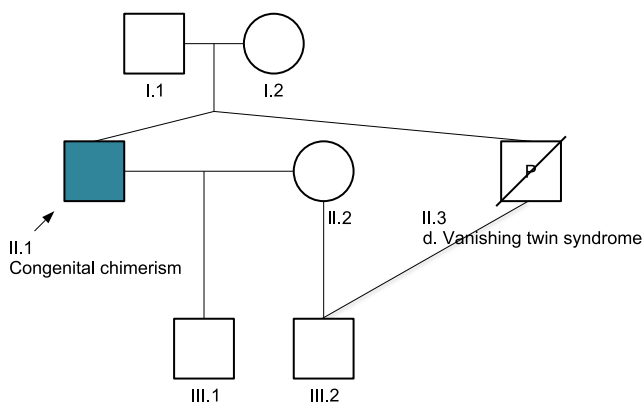 I.1
I.2
P
II.1
Congenital chimerism
II.2
II.3
d. Vanishing twin syndrome
III.1
III.2